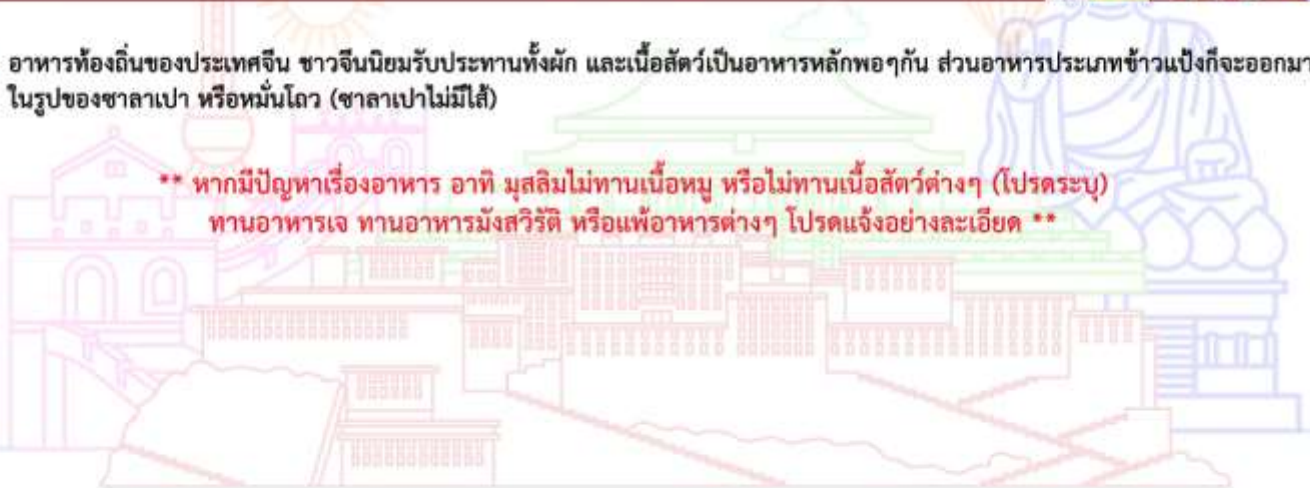 อาหารท้องถิ่นของประเทศจีน ชาวจีนนิยมรับประทานทั้งผัก และเนื้อสัตว์เป็นอาหารหลักพอๆกัน ส่วนอาหารประเภทข้าวแป้งก็จะออกมา
ในรูปของซาลาเปา หรือหมั่นโถว (ซาลาเปาไม่มีไส้)
** หากมีปัญหาเรื่องอาหาร อาทิ มุสลิมไม่ทานเนื้อหมู หรือไม่ทานเนื้อสัตว์ต่างๆ (โปรดระบุ)
ทานอาหารเจ ทานอาหารมังสวิรัติ หรือแพ้อาหารต่างๆ โปรดแจ้งอย่างละเอียด **